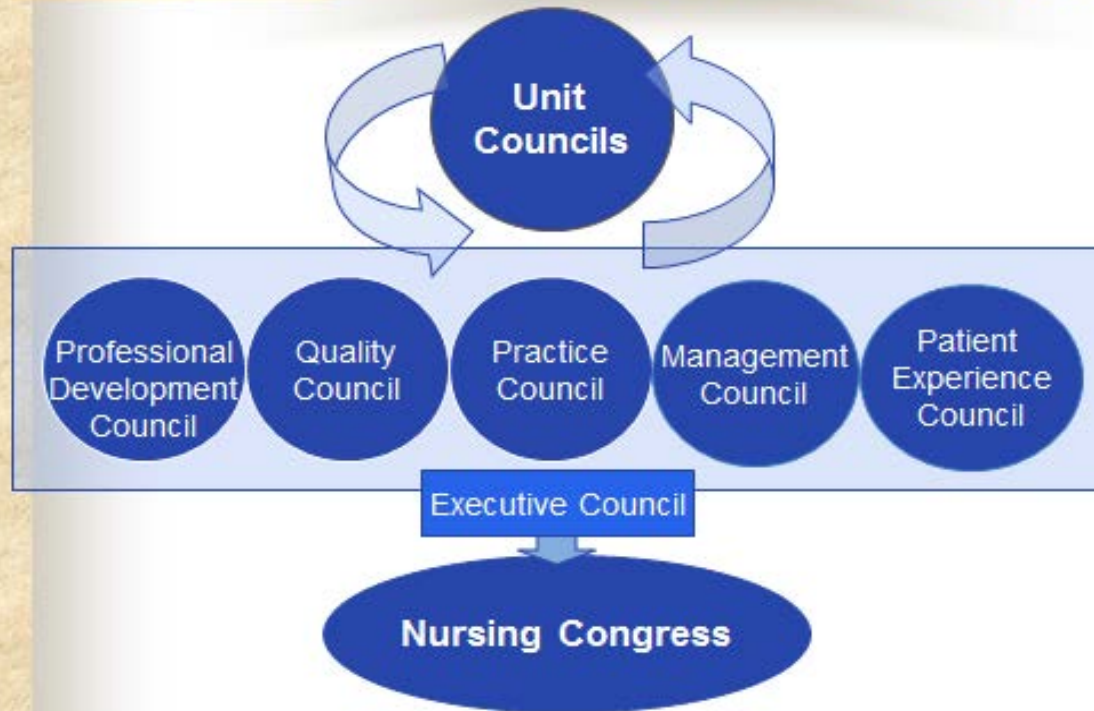 Unit
Councils
Professional
Development
Council
Quality
Council
Practice
Council
Management
Council
Patient
Experience
Council
Executive Council
Nursing Congress